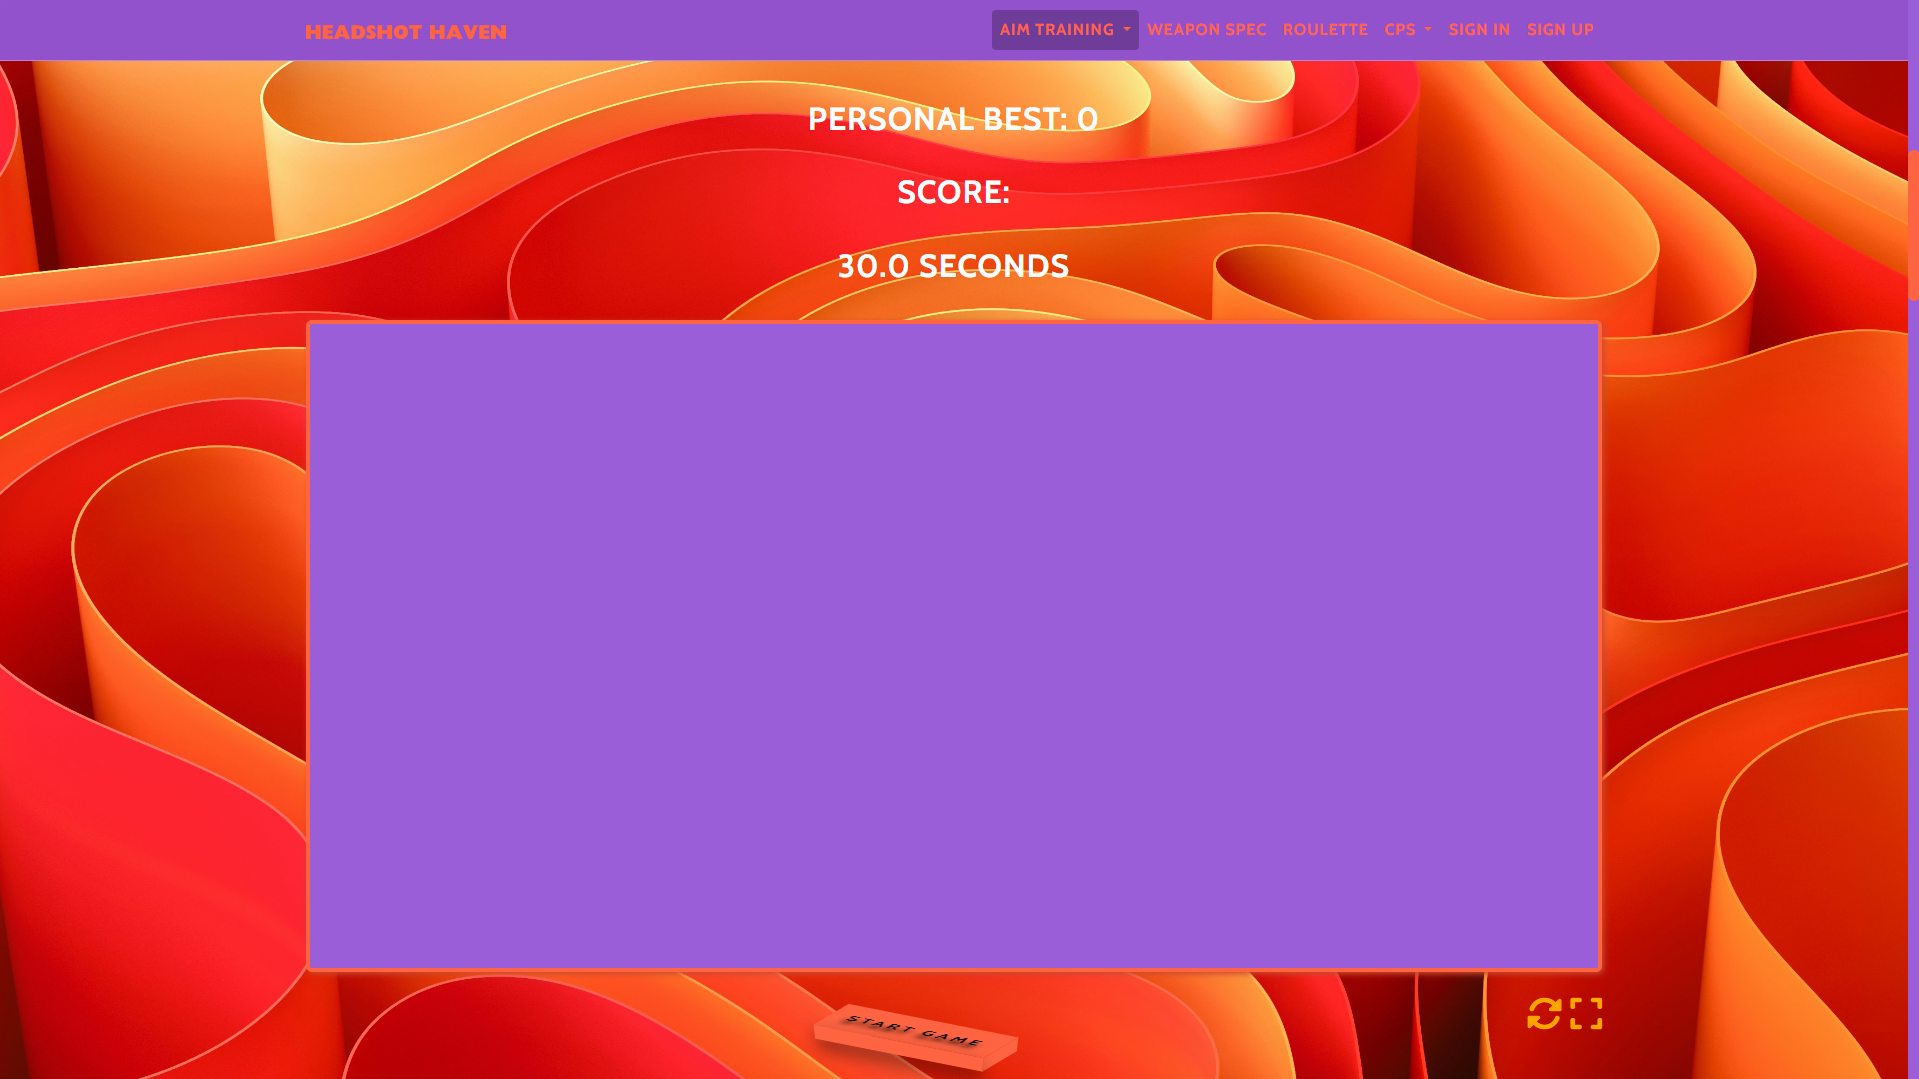 HEADSHOT HAVEN
AIM TRAINING WEAPON SPEC ROULETTE CPS SIGN IN SIGN UP
PERSONAL BEST: 0
SCORE:
30.0 SECONDS
START GAME